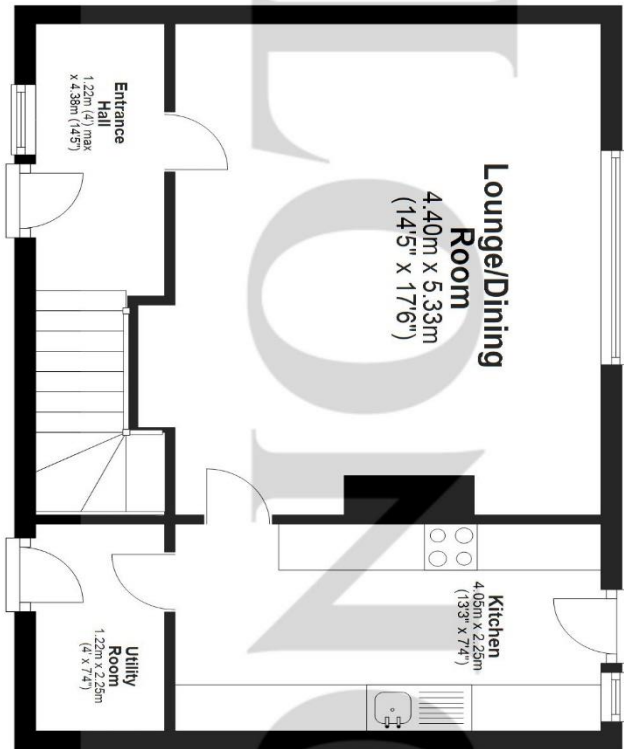 Entrance
Hall
1.22m (4') max
x 4.38m (14'5")
Lounge/Dining
Room
4.40m x 5.33m
(14'5" x 17'6")
Kitchen
4.05m x 2.25m
(13'3" x 7'4")
Utility
Room
1.22m x 2.25m
(4' x 7'4")